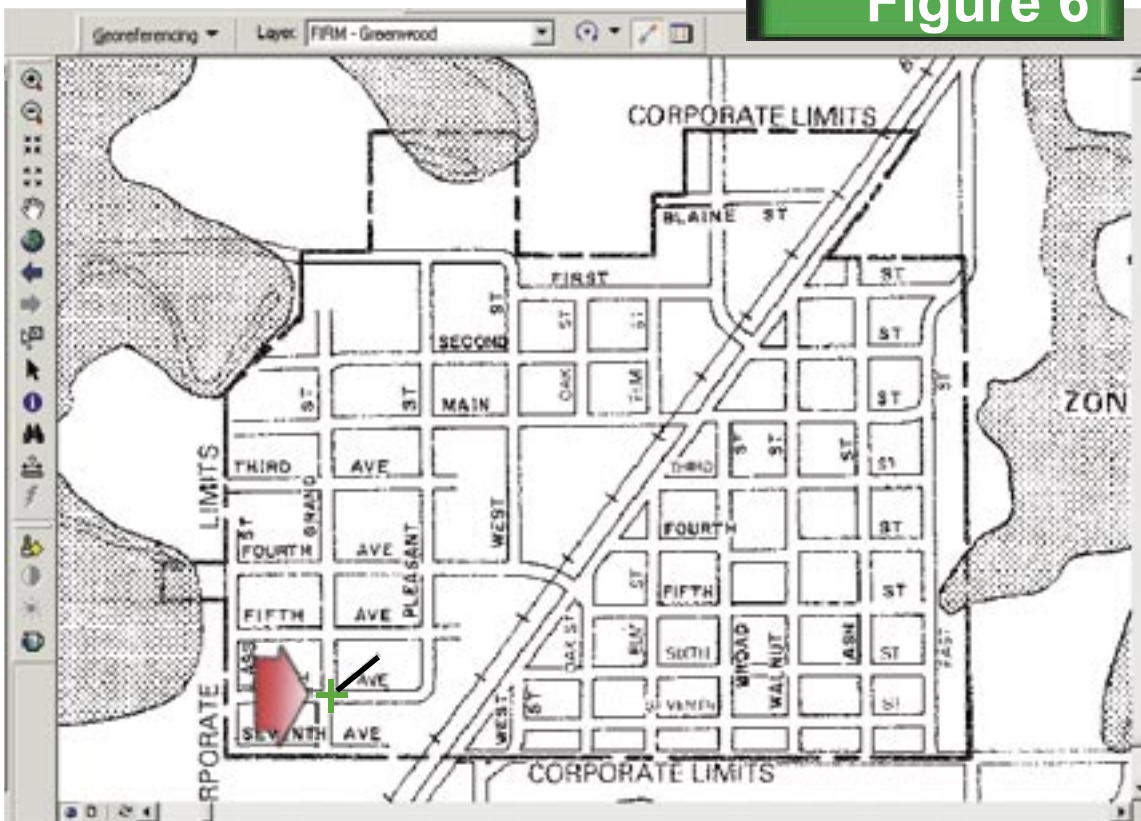 Figure 6
Georeferencing
Layer: FIRM - Greenwood
CORPORATE LIMITS
BLAINE ST
FIRST
ST
ST
ST
ST
SECOND
ST
OAK
ELM
ST
ST
ST
MAIN
ST
ST
ZON
LIMITS
THIRD AVE
GRAND
THIRD
ST
ST
ST
ST
WEST
ST
FOURTH AVE
PLEASANT
FOURTH
ST
FIFTH AVE
ST
FIFTH
ST
OAK ST
SIXTH
BROAD
WALNUT
ASH
ST
EAST
AVE
WEST
ST
SEVENTH
ST
SEVENTH AVE
CORPORATE
CORPORATE LIMITS